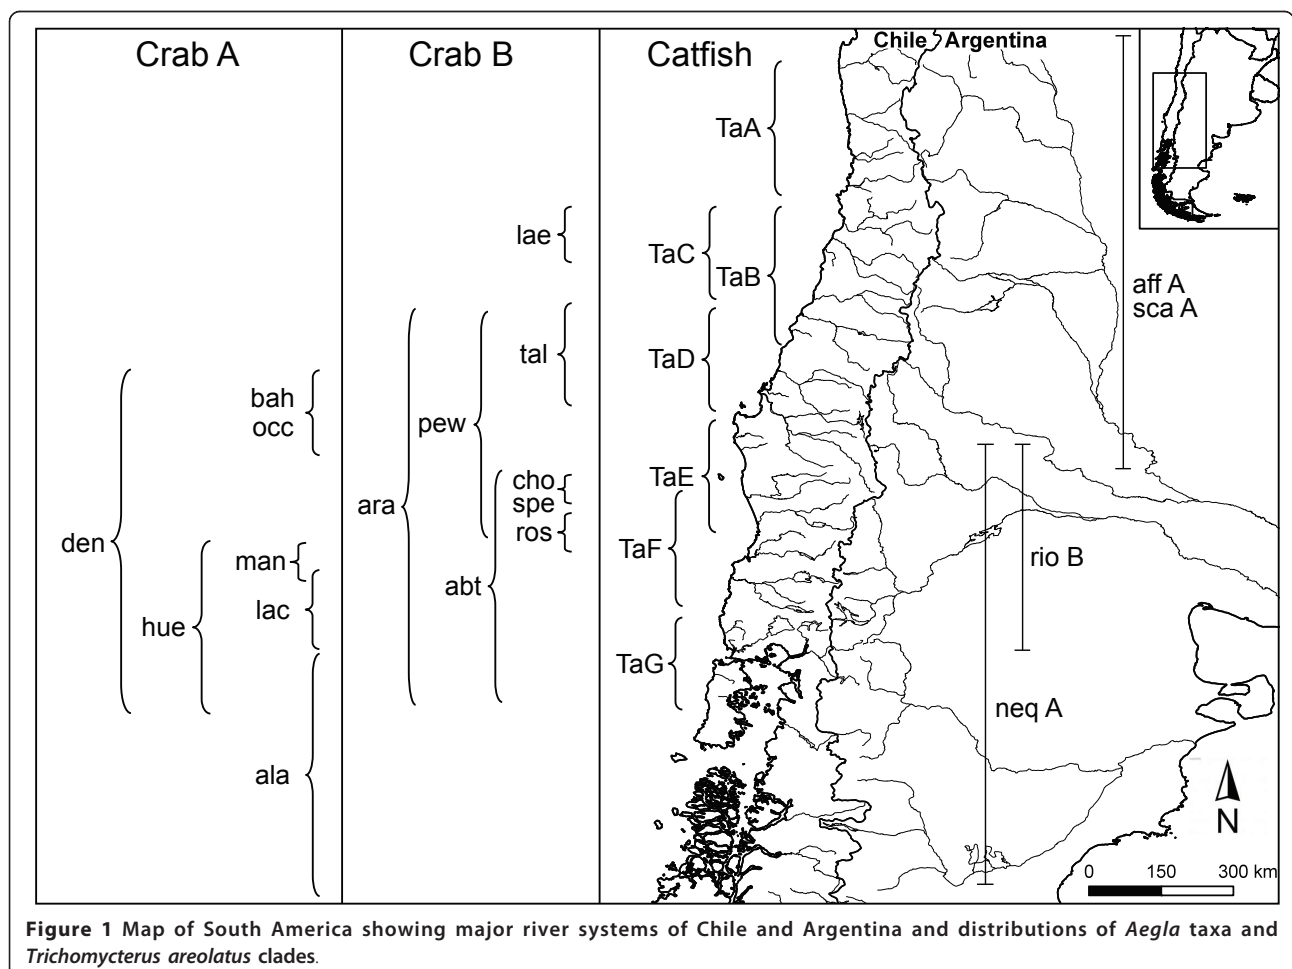 Crab A
Crab B
Catfish
Chile Argentina
TaA
lae
TaC
TaB
aff A
sca A
tal
TaD
bah
occ
pew
cho
spe
ros
TaE
ara
den
man
lac
hue
abt
TaF
rio B
TaG
neq A
ala
N
0 150 300 km
Figure 1 Map of South America showing major river systems of Chile and Argentina and distributions of Aegla taxa and
Trichomycterus areolatus clades.